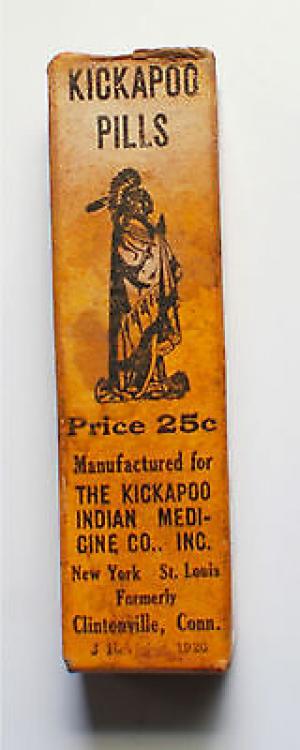 KICKAPOO
PILLS
Price 25c
Manufactured for
THE KICKAPOO
INDIAN MEDI-
CINE CO., INC.
New York St. Louis
Formerly
Clintonville, Conn.
J